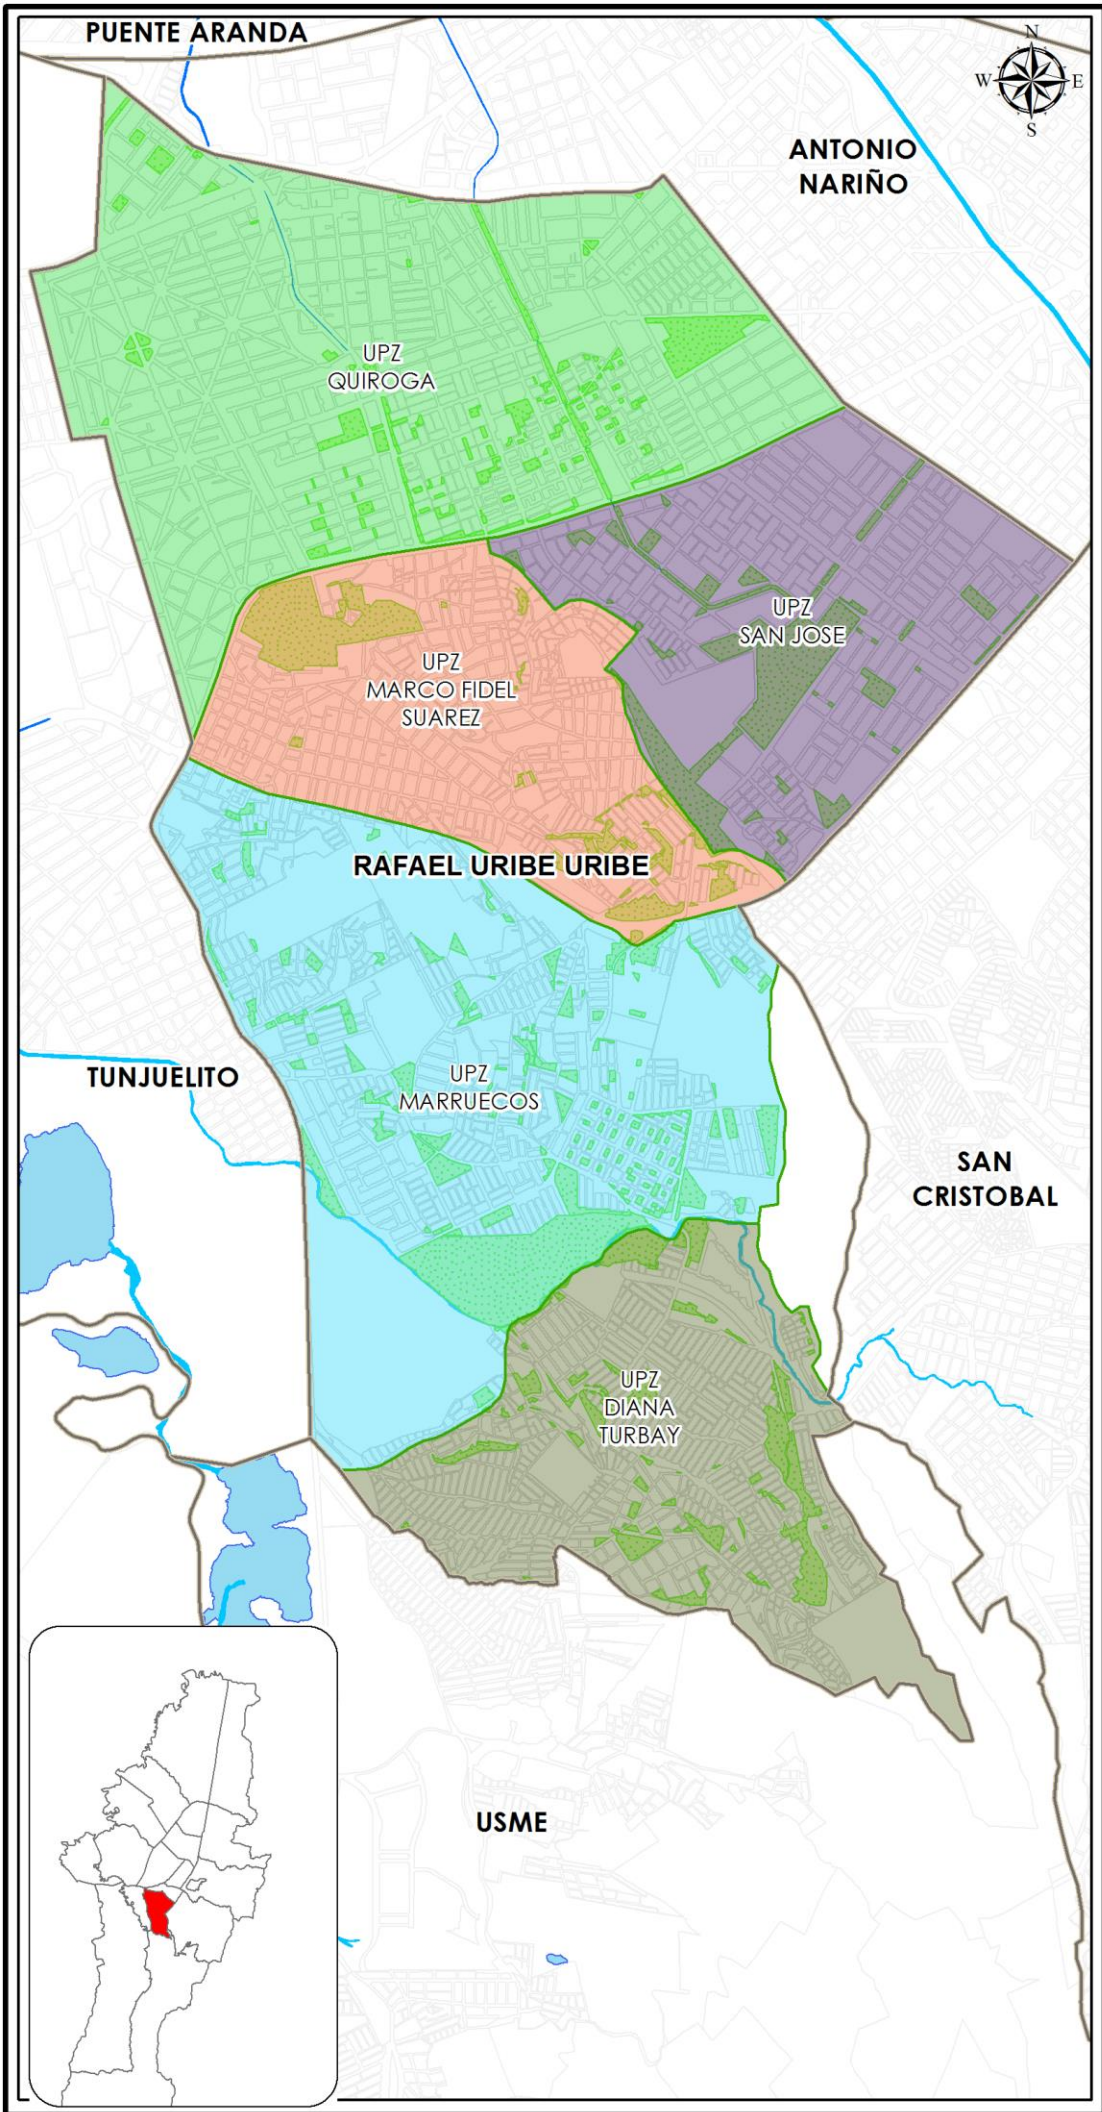 PUENTE ARANDA
N
W
E
S
ANTONIO
NARIÑO
UPZ
QUIROGA
UPZ
SAN JOSE
UPZ
MARCO FIDEL
SUAREZ
RAFAEL URIBE URIBE
UPZ
MARRUECOS
TUNJUELITO
SAN
CRISTOBAL
UPZ
DIANA
TURBAY
USME